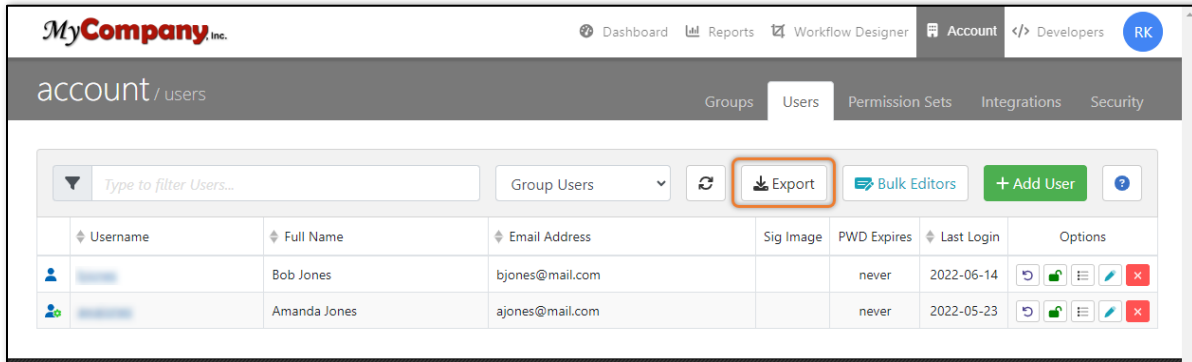 MyCompany, Inc. Dashboard Reports Workflow Designer Account </> Developers RK
account / users Groups Users Permission Sets Integrations Security
Type to filter Users... Group Users Export Bulk Editors + Add User ?
Username Full Name Email Address Sig Image PWD Expires Last Login Options
Bob Jones bjones@mail.com never 2022-06-14
Amanda Jones ajones@mail.com never 2022-05-23